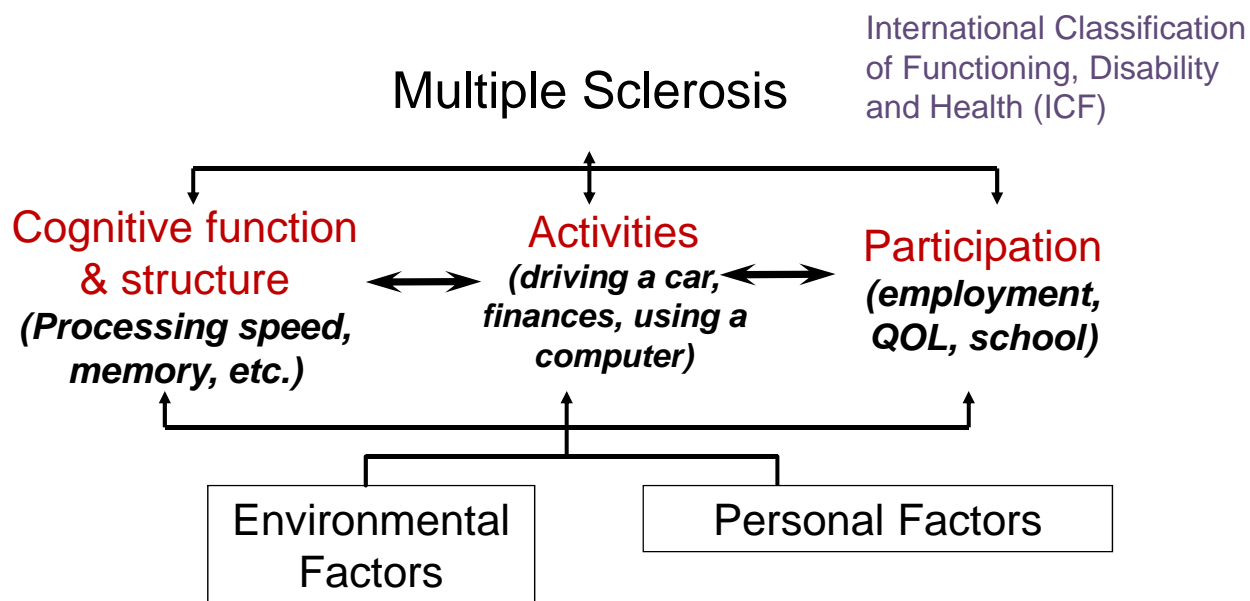 International Classification
of Functioning, Disability
and Health (ICF)
Multiple Sclerosis
Cognitive function
& structure
(Processing speed,
memory, etc.)
Activities
(driving a car,
finances, using a
computer)
Participation
(employment,
QOL, school)
Environmental
Factors
Personal Factors